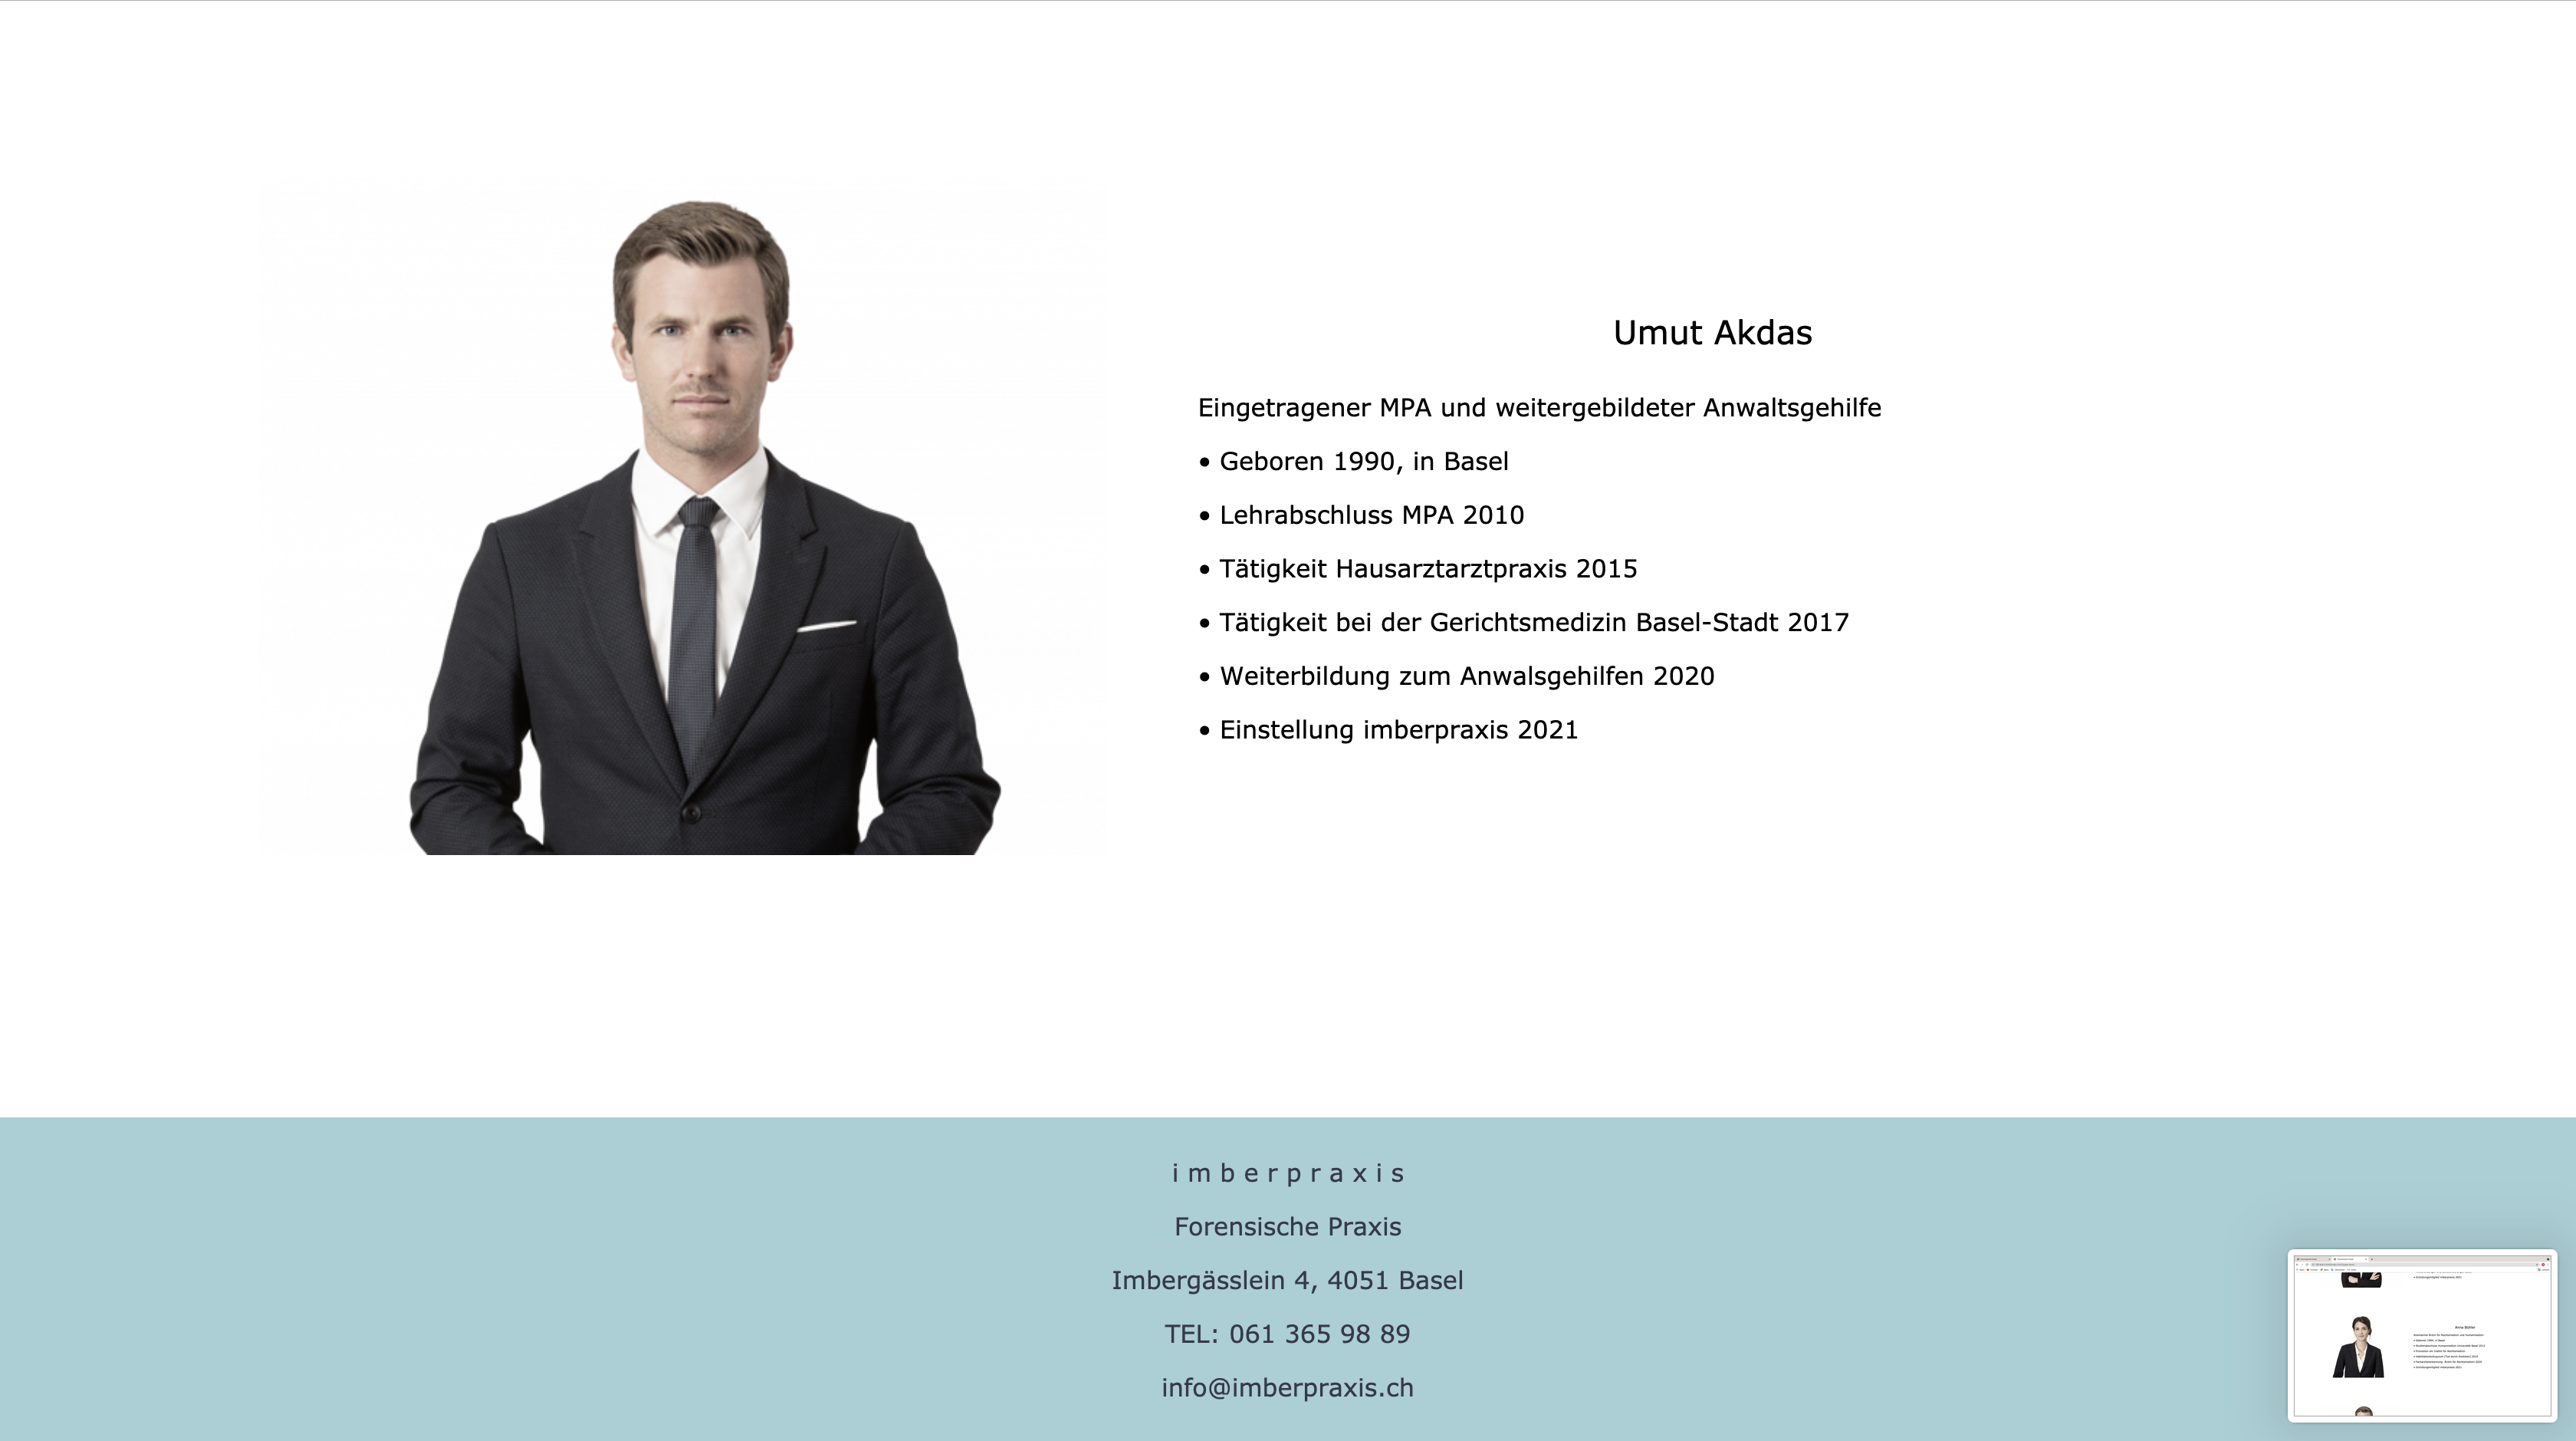 Umut Akdas
Eingetragener MPA und weitergebildeter Anwaltsgehilfe
• Geboren 1990, in Basel
• Lehrabschluss MPA 2010
• Tätigkeit Hausarztarztpraxis 2015
• Tätigkeit bei der Gerichtsmedizin Basel-Stadt 2017
• Weiterbildung zum Anwalsgehilfen 2020
• Einstellung imberpraxis 2021
i m b e r p r a x i s
Forensische Praxis
Imbergässlein 4, 4051 Basel
TEL: 061 365 98 89
info@imberpraxis.ch